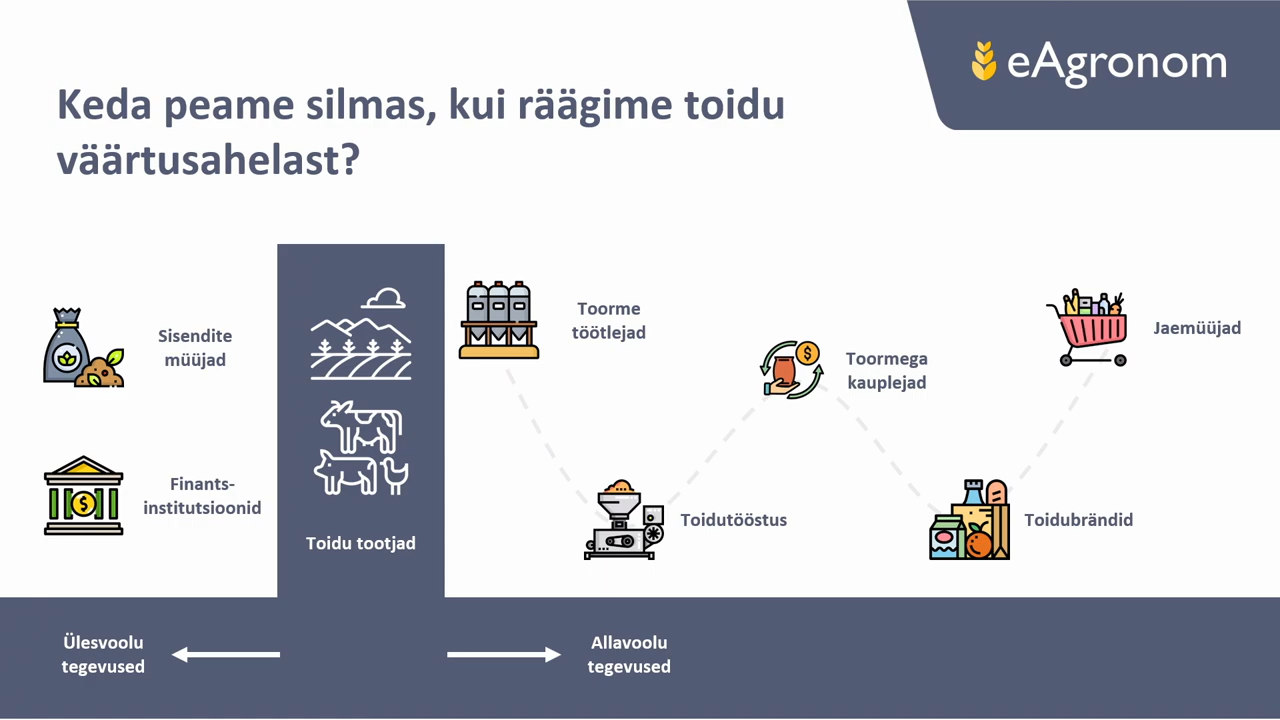 eAgronom
Keda peame silmas, kui räägime toidu
väärtusahelast?
Sisendite
müüjad
Finants-
institutsioonid
Toidu tootjad
Toorme
töötlejad
Toidutööstus
Toormega
kauplejad
Toidubrändid
Jaemüüjad
Ülesvoolu
tegevused
Allavoolu
tegevused